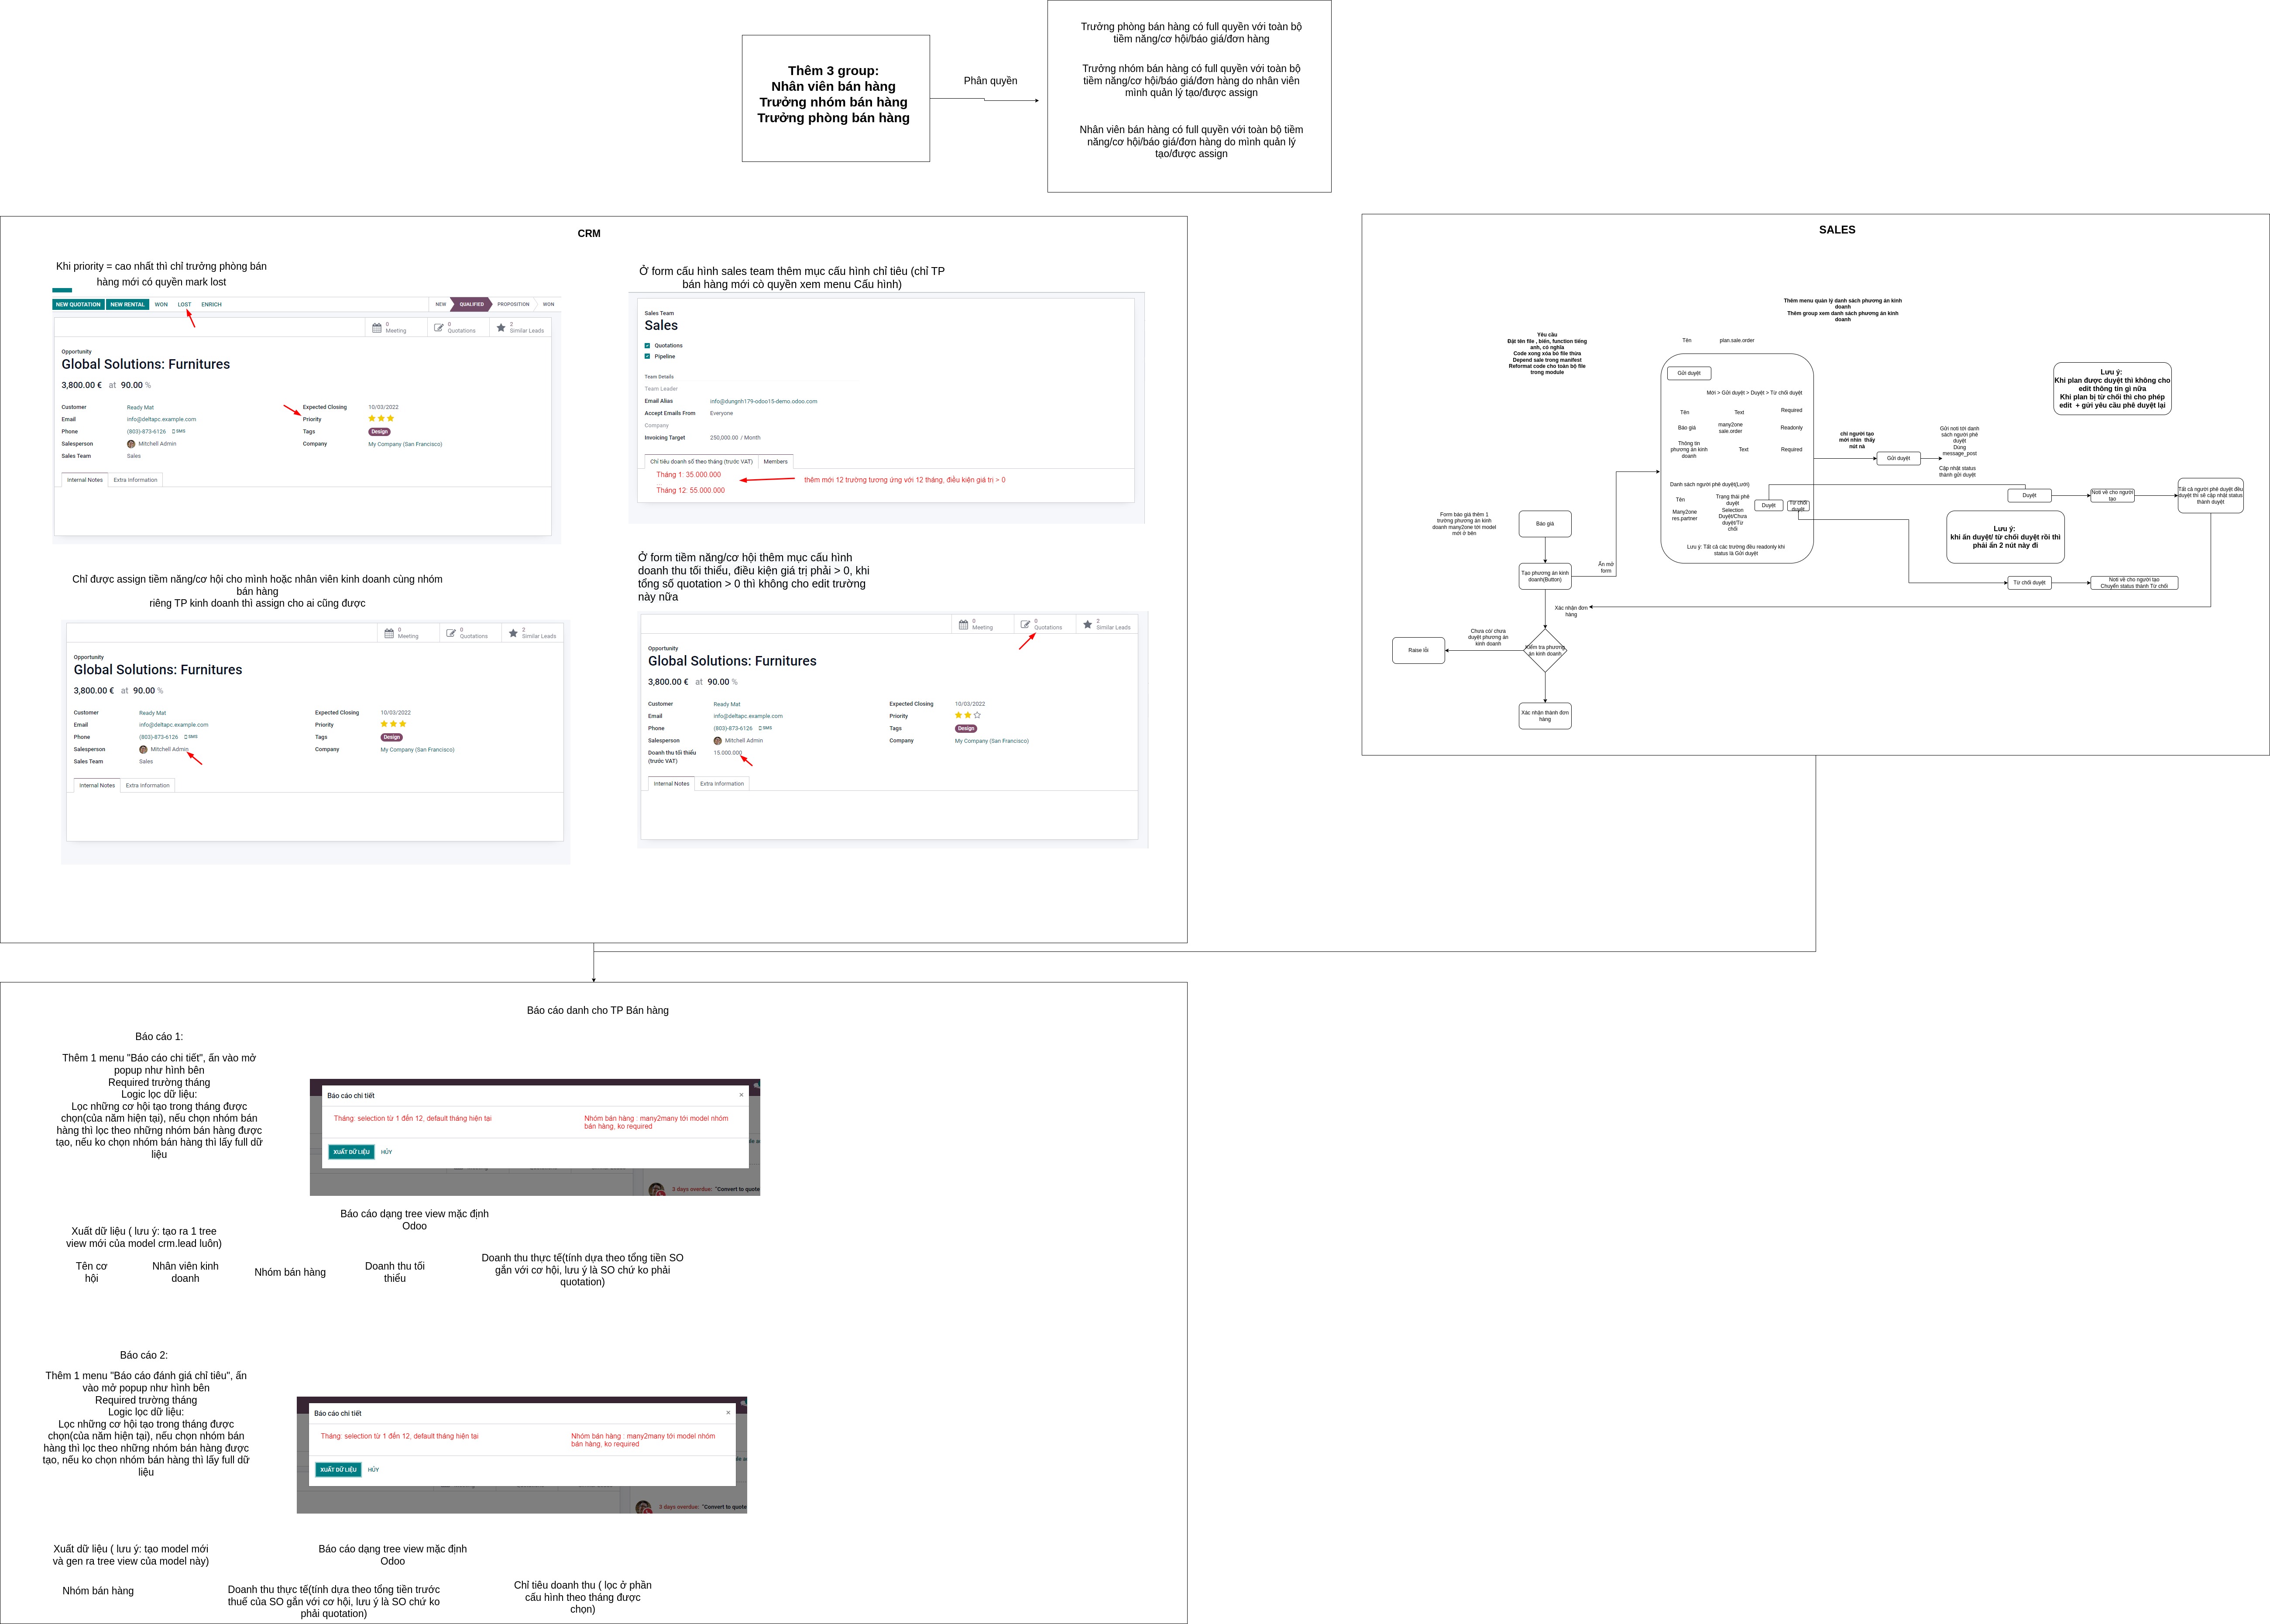 Thêm 3 group:
Nhân viên bán hàng
Trưởng nhóm bán hàng
Trưởng phòng bán hàng
Phân quyền
Trưởng phòng bán hàng có full quyền với toàn bộ
tiềm năng/cơ hội/báo giá/đơn hàng
Trưởng nhóm bán hàng có full quyền với toàn bộ
tiềm năng/cơ hội/báo giá/đơn hàng do nhân viên
mình quản lý tạo/được assign
Nhân viên bán hàng có full quyền với toàn bộ tiềm
năng/cơ hội/báo giá/đơn hàng do mình quản lý
tạo/được assign
CRM
Khi priority = cao nhất thì chỉ trưởng phòng bán
hàng mới có quyền mark lost
NEW QUOTATION NEW RENTAL WON LOST ENRICH
NEW QUALIFIED PROPOSITION WON
0 Meeting
0 Quotations
2 Similar Leads
Opportunity
Global Solutions: Furnitures
3,800.00 € at 90.00 %
Customer Ready Mat
Email info@deltapc.example.com
Phone (803)-873-6126 SMS
Salesperson Mitchell Admin
Sales Team Sales
Expected Closing 10/03/2022
Priority
Tags Design
Company My Company (San Francisco)
Internal Notes Extra Information
Ở form cấu hình sales team thêm mục cấu hình chỉ tiêu (chỉ TP
bán hàng mới cò quyền xem menu Cấu hình)
Sales Team
Sales
Quotations
Pipeline
Team Details
Team Leader
Email Alias info@dungnh179-odoo15-demo.odoo.com
Accept Emails From Everyone
Company
Invoicing Target 250,000.00 / Month
Chỉ tiêu doanh số theo tháng (trước VAT) Members
Tháng 1: 35.000.000
...
Tháng 12: 55.000.000
thêm mới 12 trường tương ứng với 12 tháng, điều kiện giá trị > 0
Chỉ được assign tiềm năng/cơ hội cho mình hoặc nhân viên kinh doanh cùng nhóm
bán hàng
riêng TP kinh doanh thì assign cho ai cũng được
0 Meeting
0 Quotations
2 Similar Leads
Opportunity
Global Solutions: Furnitures
3,800.00 € at 90.00 %
Customer Ready Mat
Email info@deltapc.example.com
Phone (803)-873-6126 SMS
Salesperson Mitchell Admin
Sales Team Sales
Expected Closing 10/03/2022
Priority
Tags Design
Company My Company (San Francisco)
Internal Notes Extra Information
Ở form tiềm năng/cơ hội thêm mục cấu hình
doanh thu tối thiểu, điều kiện giá trị phải > 0, khi
tổng số quotation > 0 thì không cho edit trường
này nữa
0 Meeting
0 Quotations
2 Similar Leads
Opportunity
Global Solutions: Furnitures
3,800.00 € at 90.00 %
Customer Ready Mat
Email info@deltapc.example.com
Phone (803)-873-6126 SMS
Salesperson Mitchell Admin
Doanh thu tối thiểu 15.000.000
(trước VAT)
Expected Closing 10/03/2022
Priority
Tags Design
Company My Company (San Francisco)
Internal Notes Extra Information
SALES
Thêm menu quản lý danh sách phương án kinh
doanh
Thêm group xem danh sách phương án kinh
doanh
Yêu cầu
Đặt tên file , biến, function tiếng
anh, có nghĩa
Code xong xóa bỏ file thừa
Depend sale trong manifest
Reformat code cho toàn bộ file
trong module
Tên plan.sale.order
Gửi duyệt
Mới > Gửi duyệt > Duyệt > Từ chối duyệt
Tên Text Required
Báo giá
many2one
sale.order
Readonly
Thông tin
phương án kinh
doanh
Text
Required
Danh sách người phê duyệt(Lưới)
Tên
Many2one
res.partner
Trạng thái phê
duyệt
Selection
Duyệt/Chưa
duyệt/Từ
chối
Duyệt
Từ chối
duyệt
Lưu ý: Tất cả các trường đều readonly khi
status là Gửi duyệt
chỉ người tạo
mới nhìn thấy
nút nà
Gửi duyệt
Gửi noti tới danh
sách người phê
duyệt
Dùng
message_post
Cập nhật status
thành gửi duyệt
Lưu ý:
Khi plan được duyệt thì không cho
edit thông tin gì nữa
Khi plan bị từ chối thì cho phép
edit + gửi yêu cầu phê duyệt lại
Duyệt
Noti về cho người
tạo
Tất cả người phê duyệt đều
duyệt thì sẽ cập nhật status
thành duyệt
Lưu ý:
khi ấn duyệt/ từ chối duyệt rồi thì
phải ẩn 2 nút này đi
Từ chối duyệt
Noti về cho người tạo
Chuyển status thành Từ chối
Form báo giá thêm 1
trường phương án kinh
doanh many2one tới model
mới ở bên
Báo giá
Tạo phương án kinh
doanh(Button)
Ấn mở
form
Xác nhận đơn
hàng
Chưa có/ chưa
duyệt phương án
kinh doanh
Raise lỗi
Kiểm tra phương
án kinh doanh
Xác nhận thành đơn
hàng
Báo cáo danh cho TP Bán hàng
Báo cáo 1:
Thêm 1 menu "Báo cáo chi tiết", ấn vào mở
popup như hình bên
Required trường tháng
Logic lọc dữ liệu:
Lọc những cơ hội tạo trong tháng được
chọn(của năm hiện tại), nếu chọn nhóm bán
hàng thì lọc theo những nhóm bán hàng được
tạo, nếu ko chọn nhóm bán hàng thì lấy full dữ
liệu
Báo cáo chi tiết ×
Tháng: selection từ 1 đến 12, default tháng hiện tại
Nhóm bán hàng : many2many tới model nhóm
bán hàng, ko required
XUẤT DỮ LIỆU HỦY
3 days overdue: "Convert to quote
Báo cáo dạng tree view mặc định
Odoo
Xuất dữ liệu ( lưu ý: tạo ra 1 tree
view mới của model crm.lead luôn)
Tên cơ
hội
Nhân viên kinh
doanh
Nhóm bán hàng
Doanh thu tối
thiểu
Doanh thu thực tế(tính dựa theo tổng tiền SO
gắn với cơ hội, lưu ý là SO chứ ko phải
quotation)
Báo cáo 2:
Thêm 1 menu "Báo cáo đánh giá chỉ tiêu", ấn
vào mở popup như hình bên
Required trường tháng
Logic lọc dữ liệu:
Lọc những cơ hội tạo trong tháng được
chọn(của năm hiện tại), nếu chọn nhóm bán
hàng thì lọc theo những nhóm bán hàng được
tạo, nếu ko chọn nhóm bán hàng thì lấy full dữ
liệu
Báo cáo chi tiết ×
Tháng: selection từ 1 đến 12, default tháng hiện tại
Nhóm bán hàng : many2many tới model nhóm
bán hàng, ko required
XUẤT DỮ LIỆU HỦY
3 days overdue: "Convert to quote
Xuất dữ liệu ( lưu ý: tạo model mới
và gen ra tree view của model này)
Báo cáo dạng tree view mặc định
Odoo
Nhóm bán hàng
Doanh thu thực tế(tính dựa theo tổng tiền trước
thuế của SO gắn với cơ hội, lưu ý là SO chứ ko
phải quotation)
Chỉ tiêu doanh thu ( lọc ở phần
cấu hình theo tháng được
chọn)